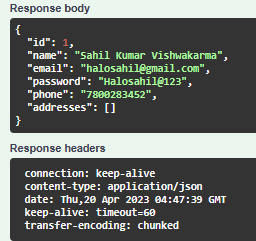 Response body
{
"id": 1,
"name": "Sahil Kumar Vishwakarma",
"email": "halosahil@gmail.com",
"password": "Halosahil@123",
"phone": "7800283452",
"addresses": []
}
Response headers
connection: keep-alive
content-type: application/json
date: Thu,20 Apr 2023 04:47:39 GMT
keep-alive: timeout=60
transfer-encoding: chunked